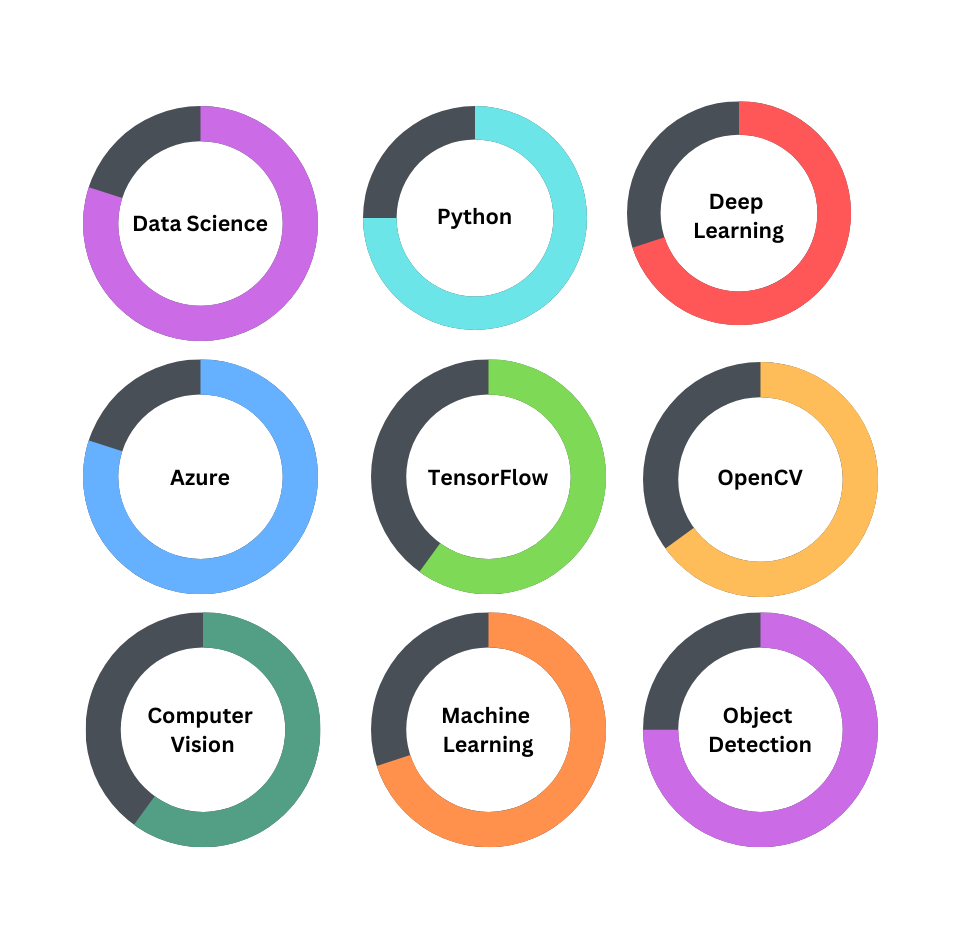 Data Science
Python
Deep
Learning
Azure
TensorFlow
OpenCV
Computer
Vision
Machine
Learning
Object
Detection